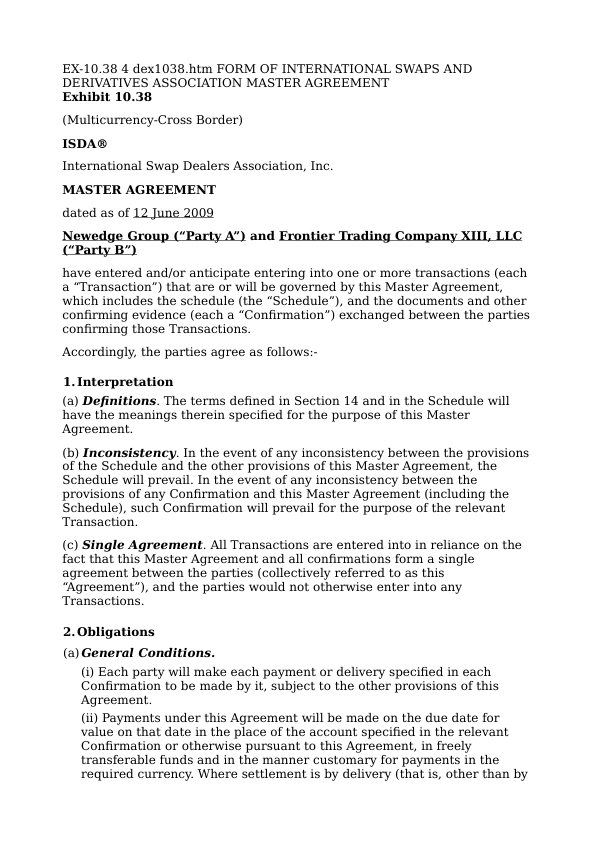 EX-10.38 4 dex1038.htm FORM OF INTERNATIONAL SWAPS AND
DERIVATIVES ASSOCIATION MASTER AGREEMENT
Exhibit 10.38
(Multicurrency-Cross Border)
ISDA®
International Swap Dealers Association, Inc.
MASTER AGREEMENT
dated as of 12 June 2009
Newedge Group (“Party A”) and Frontier Trading Company XIII, LLC
(“Party B”)
have entered and/or anticipate entering into one or more transactions (each
a “Transaction”) that are or will be governed by this Master Agreement,
which includes the schedule (the “Schedule”), and the documents and other
confirming evidence (each a “Confirmation”) exchanged between the parties
confirming those Transactions.
Accordingly, the parties agree as follows:-
1. Interpretation
(a) Definitions. The terms defined in Section 14 and in the Schedule will
have the meanings therein specified for the purpose of this Master
Agreement.
(b) Inconsistency. In the event of any inconsistency between the provisions
of the Schedule and the other provisions of this Master Agreement, the
Schedule will prevail. In the event of any inconsistency between the
provisions of any Confirmation and this Master Agreement (including the
Schedule), such Confirmation will prevail for the purpose of the relevant
Transaction.
(c) Single Agreement. All Transactions are entered into in reliance on the
fact that this Master Agreement and all confirmations form a single
agreement between the parties (collectively referred to as this
“Agreement”), and the parties would not otherwise enter into any
Transactions.
2. Obligations
(a) General Conditions.
(i) Each party will make each payment or delivery specified in each
Confirmation to be made by it, subject to the other provisions of this
Agreement.
(ii) Payments under this Agreement will be made on the due date for
value on that date in the place of the account specified in the relevant
Confirmation or otherwise pursuant to this Agreement, in freely
transferable funds and in the manner customary for payments in the
required currency. Where settlement is by delivery (that is, other than by